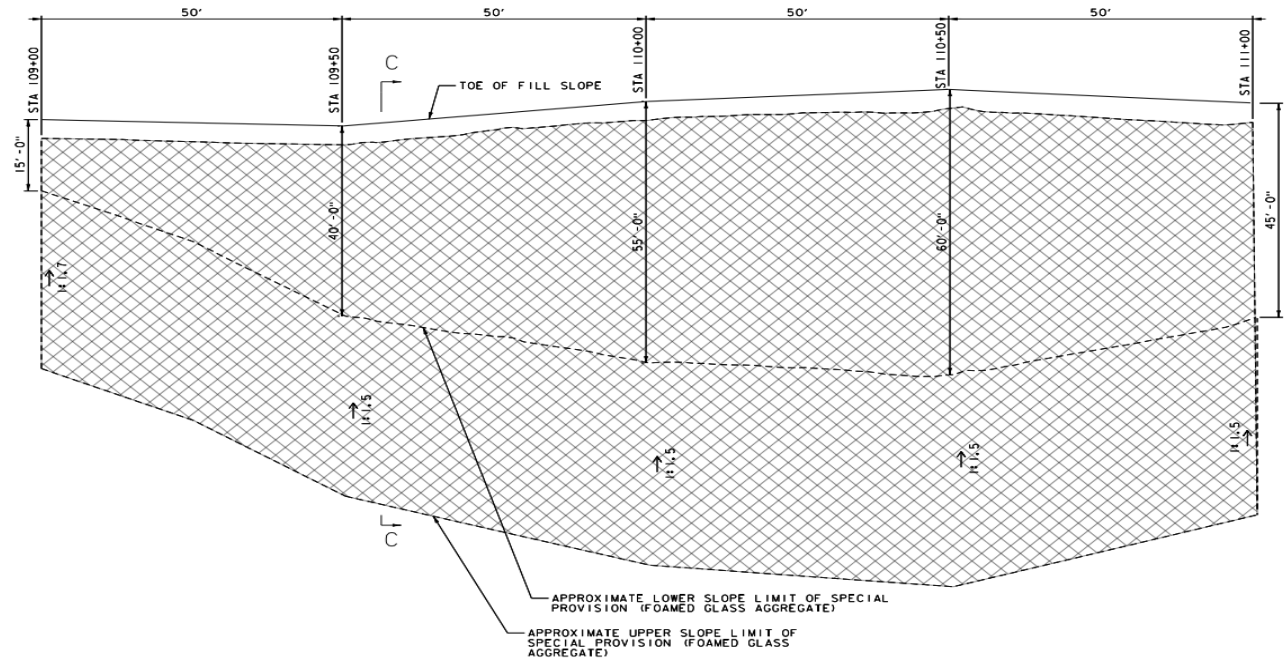 50'
50'
50'
50'
STA 109+00
STA 109+50
STA 110+00
STA 110+50
STA 111+00
C
TOE OF FILL SLOPE
15'-0"
40'-0"
55'-0"
60'-0"
45'-0"
1:1.7
1:1.5
1:1.5
1:1.5
1:1.5
C
APPROXIMATE LOWER SLOPE LIMIT OF SPECIAL
PROVISION (FOAMED GLASS AGGREGATE)
APPROXIMATE UPPER SLOPE LIMIT OF
SPECIAL PROVISION (FOAMED GLASS
AGGREGATE)